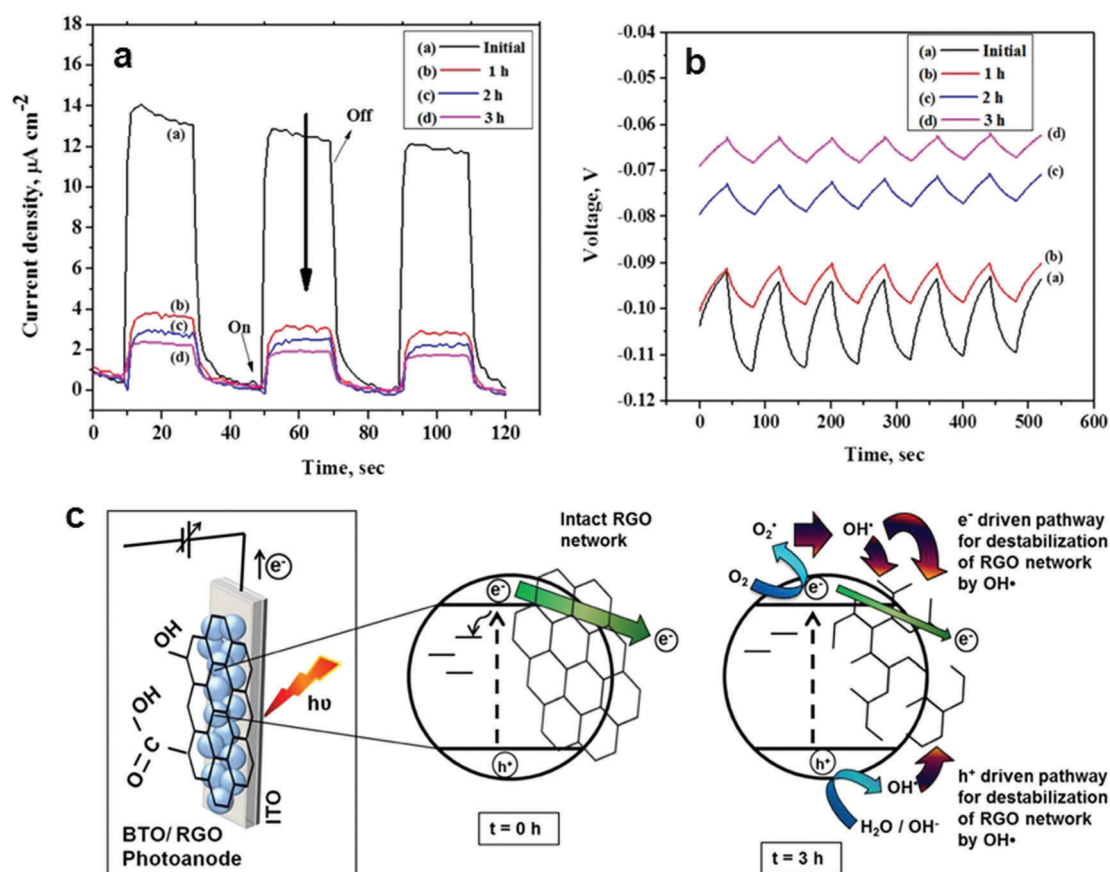 a
18
16
14
12
10
8
6
4
2
0
Current density, µA cm⁻²
0 20 40 60 80 100 120
Time, sec
(a) Initial
(b) 1 h
(c) 2 h
(d) 3 h
(a)
Off
On
(b)
(c)
(d)
b
-0.04
-0.05
-0.06
-0.07
-0.08
-0.09
-0.10
-0.11
-0.12
Voltage, V
0 100 200 300 400 500 600
Time, sec
(a) Initial
(b) 1 h
(c) 2 h
(d) 3 h
(d)
(c)
(b)
(a)
c
e⁻
OH
OH
O=C
hυ
ITO
BTO/ RGO
Photoanode
Intact RGO
network
e⁻
e⁻
h⁺
t = 0 h
O₂•
OH•
O₂
e⁻
e⁻
h⁺
OH•
H₂O / OH⁻
t = 3 h
e⁻ driven pathway
for destabilization
of RGO network
by OH•
h⁺ driven pathway
for destabilization
of RGO network
by OH•